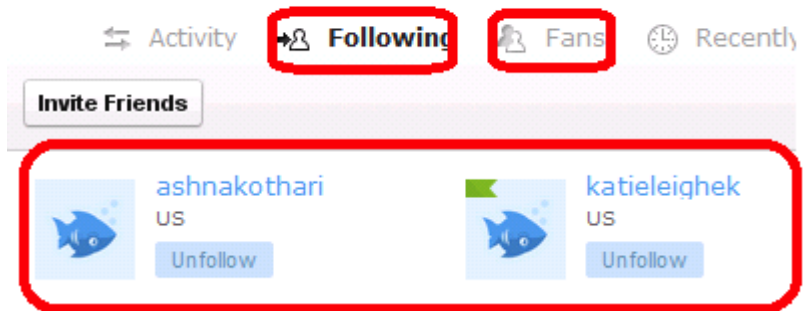 Activity Following Fans Recently
Invite Friends
ashnakothari katieleighek
US US
Unfollow Unfollow